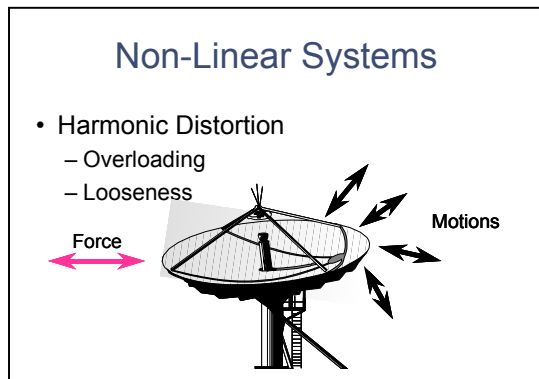 Non-Linear Systems
• Harmonic Distortion
– Overloading
– Looseness
Force
Motions